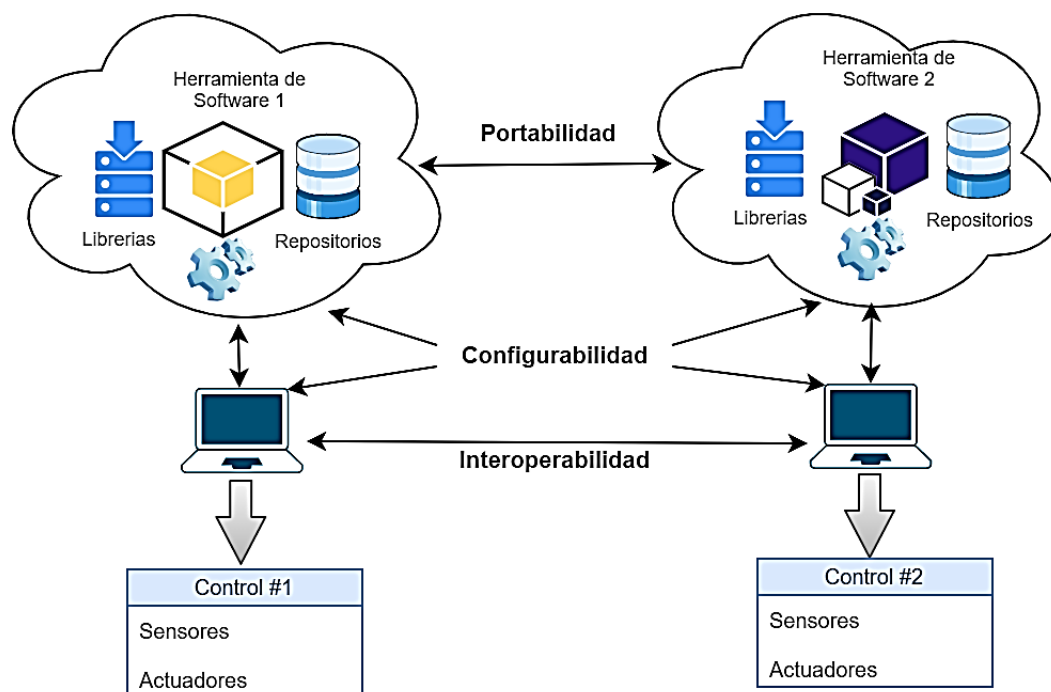 Herramienta de
Software 1
Librerias
Repositorios
Portabilidad
Herramienta de
Software 2
Librerias
Repositorios
Configurabilidad
Interoperabilidad
Control #1
Sensores
Actuadores
Control #2
Sensores
Actuadores